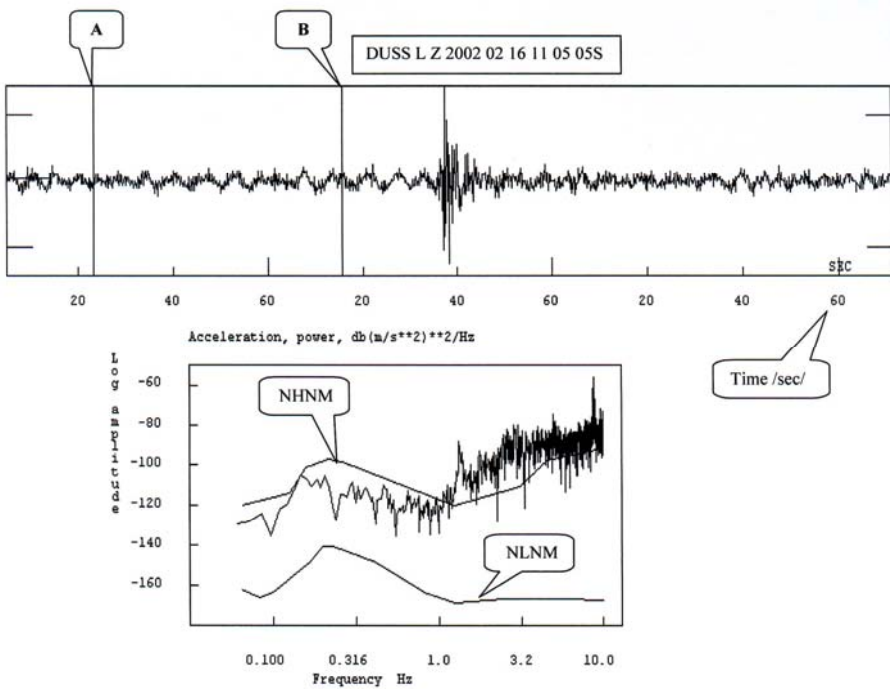 A B
DUSS L Z 2002 02 16 11 05 05S
SEC
20 40 60 20 40 60 20 40 60
Time /sec/
Acceleration, power, db(m/s**2)**2/Hz
Log amplitude
-60
-80
-100
-120
-140
-160
NHNM
NLNM
0.100 0.316 1.0 3.2 10.0
Frequency Hz